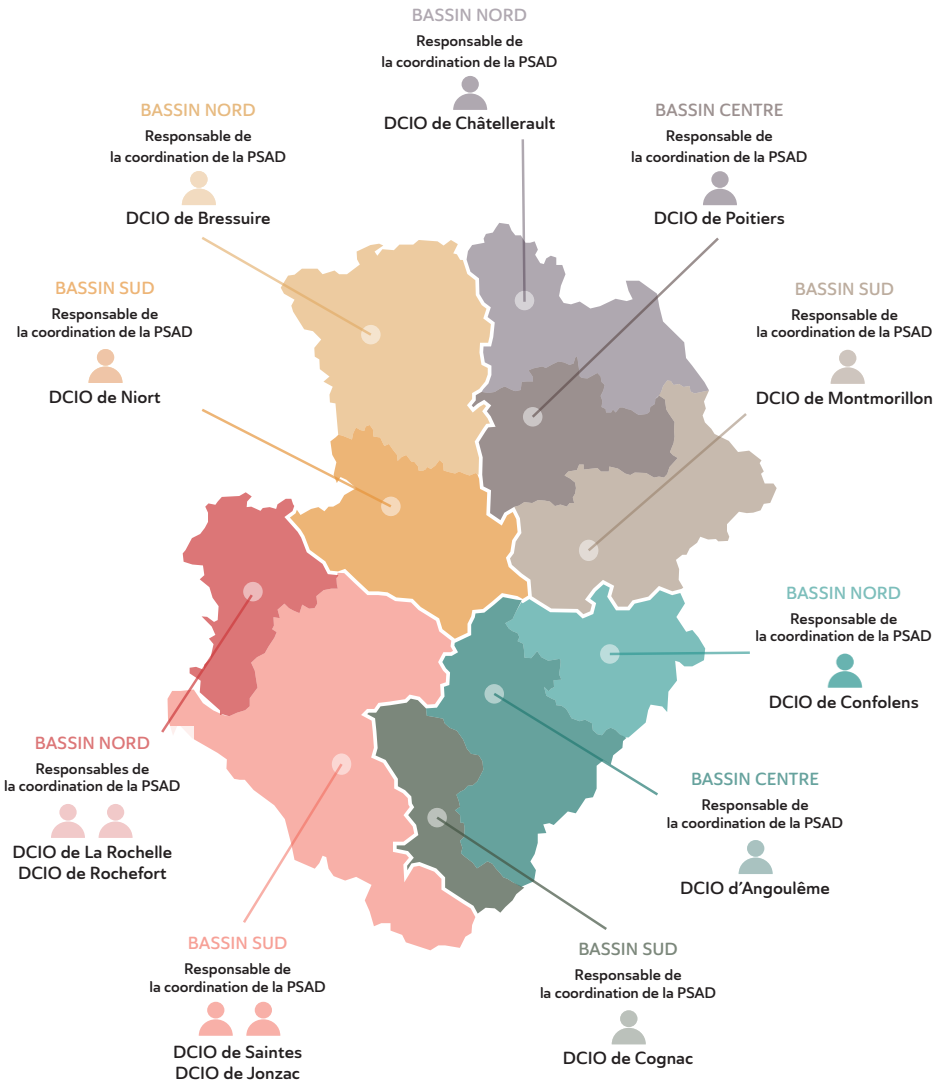 BASSIN NORD
Responsable de
la coordination de la PSAD
DCIO de Châtellerault
BASSIN NORD
Responsable de
la coordination de la PSAD
DCIO de Bressuire
BASSIN CENTRE
Responsable de
la coordination de la PSAD
DCIO de Poitiers
BASSIN SUD
Responsable de
la coordination de la PSAD
DCIO de Niort
BASSIN SUD
Responsable de
la coordination de la PSAD
DCIO de Montmorillon
BASSIN NORD
Responsable de
la coordination de la PSAD
DCIO de Confolens
BASSIN NORD
Responsables de
la coordination de la PSAD
DCIO de La Rochelle
DCIO de Rochefort
BASSIN CENTRE
Responsable de
la coordination de la PSAD
DCIO d'Angoulême
BASSIN SUD
Responsable de
la coordination de la PSAD
DCIO de Saintes
DCIO de Jonzac
BASSIN SUD
Responsable de
la coordination de la PSAD
DCIO de Cognac